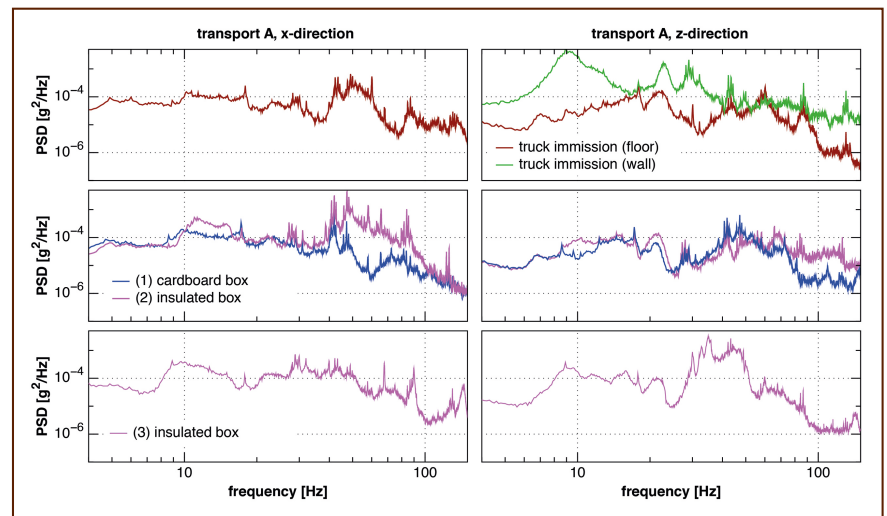 transport A, x-direction
transport A, z-direction
PSD [g²/Hz]
10⁻⁴
10⁻⁶
truck immission (floor)
truck immission (wall)
PSD [g²/Hz]
10⁻⁴
10⁻⁶
(1) cardboard box
(2) insulated box
PSD [g²/Hz]
10⁻⁴
10⁻⁶
(3) insulated box
10 100
10 100
frequency [Hz]
frequency [Hz]